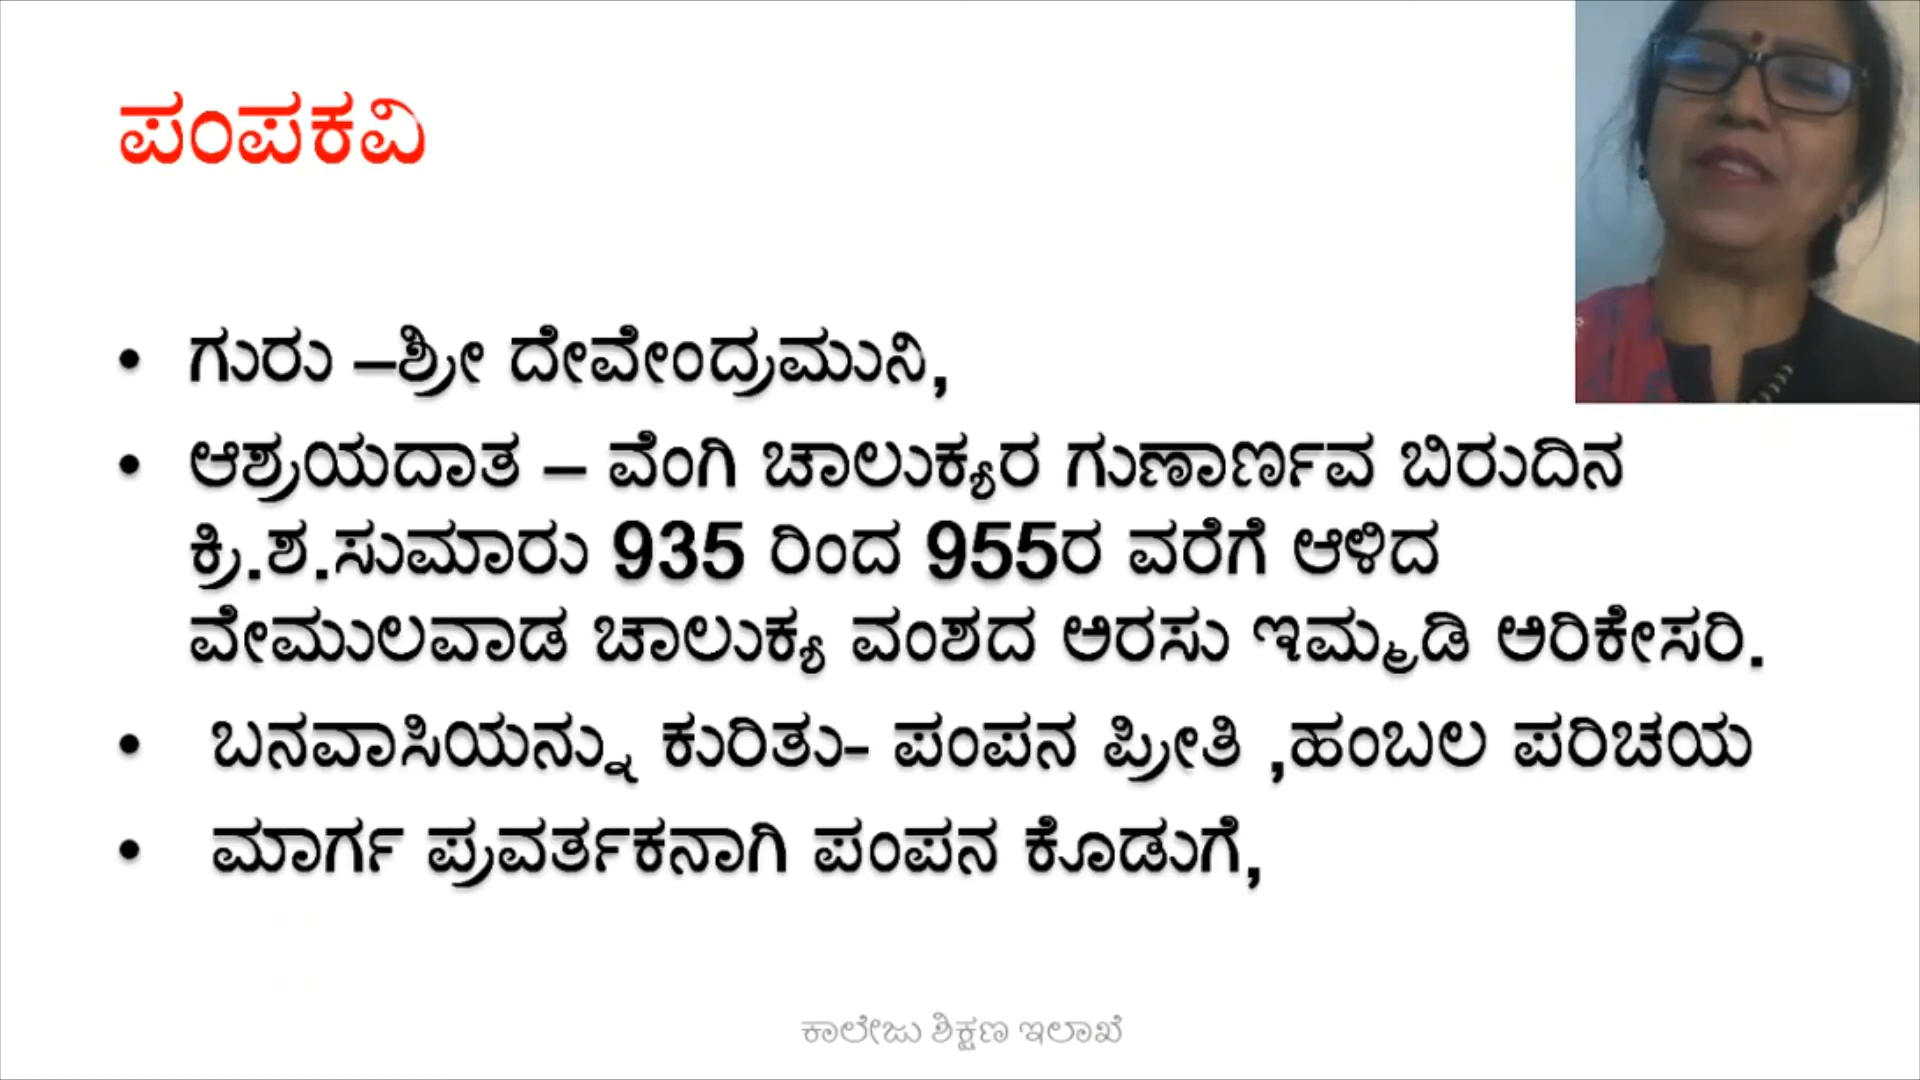 ಪಂಪಕವಿ
• ಗುರು –ಶ್ರೀ ದೇವೇಂದ್ರಮುನಿ,
• ಆಶ್ರಯದಾತ – ವೆಂಗಿ ಚಾಲುಕ್ಯರ ಗುಣಾರ್ಣವ ಬಿರುದಿನ
ಕ್ರಿ.ಶ.ಸುಮಾರು 935 ರಿಂದ 955ರ ವರೆಗೆ ಆಳಿದ
ವೇಮುಲವಾಡ ಚಾಲುಕ್ಯ ವಂಶದ ಅರಸು ಇಮ್ಮಡಿ ಅರಿಕೇಸರಿ.
• ಬನವಾಸಿಯನ್ನು ಕುರಿತು- ಪಂಪನ ಪ್ರೀತಿ ,ಹಂಬಲ ಪರಿಚಯ
• ಮಾರ್ಗ ಪ್ರವರ್ತಕನಾಗಿ ಪಂಪನ ಕೊಡುಗೆ,
ಕಾಲೇಜು ಶಿಕ್ಷಣ ಇಲಾಖೆ